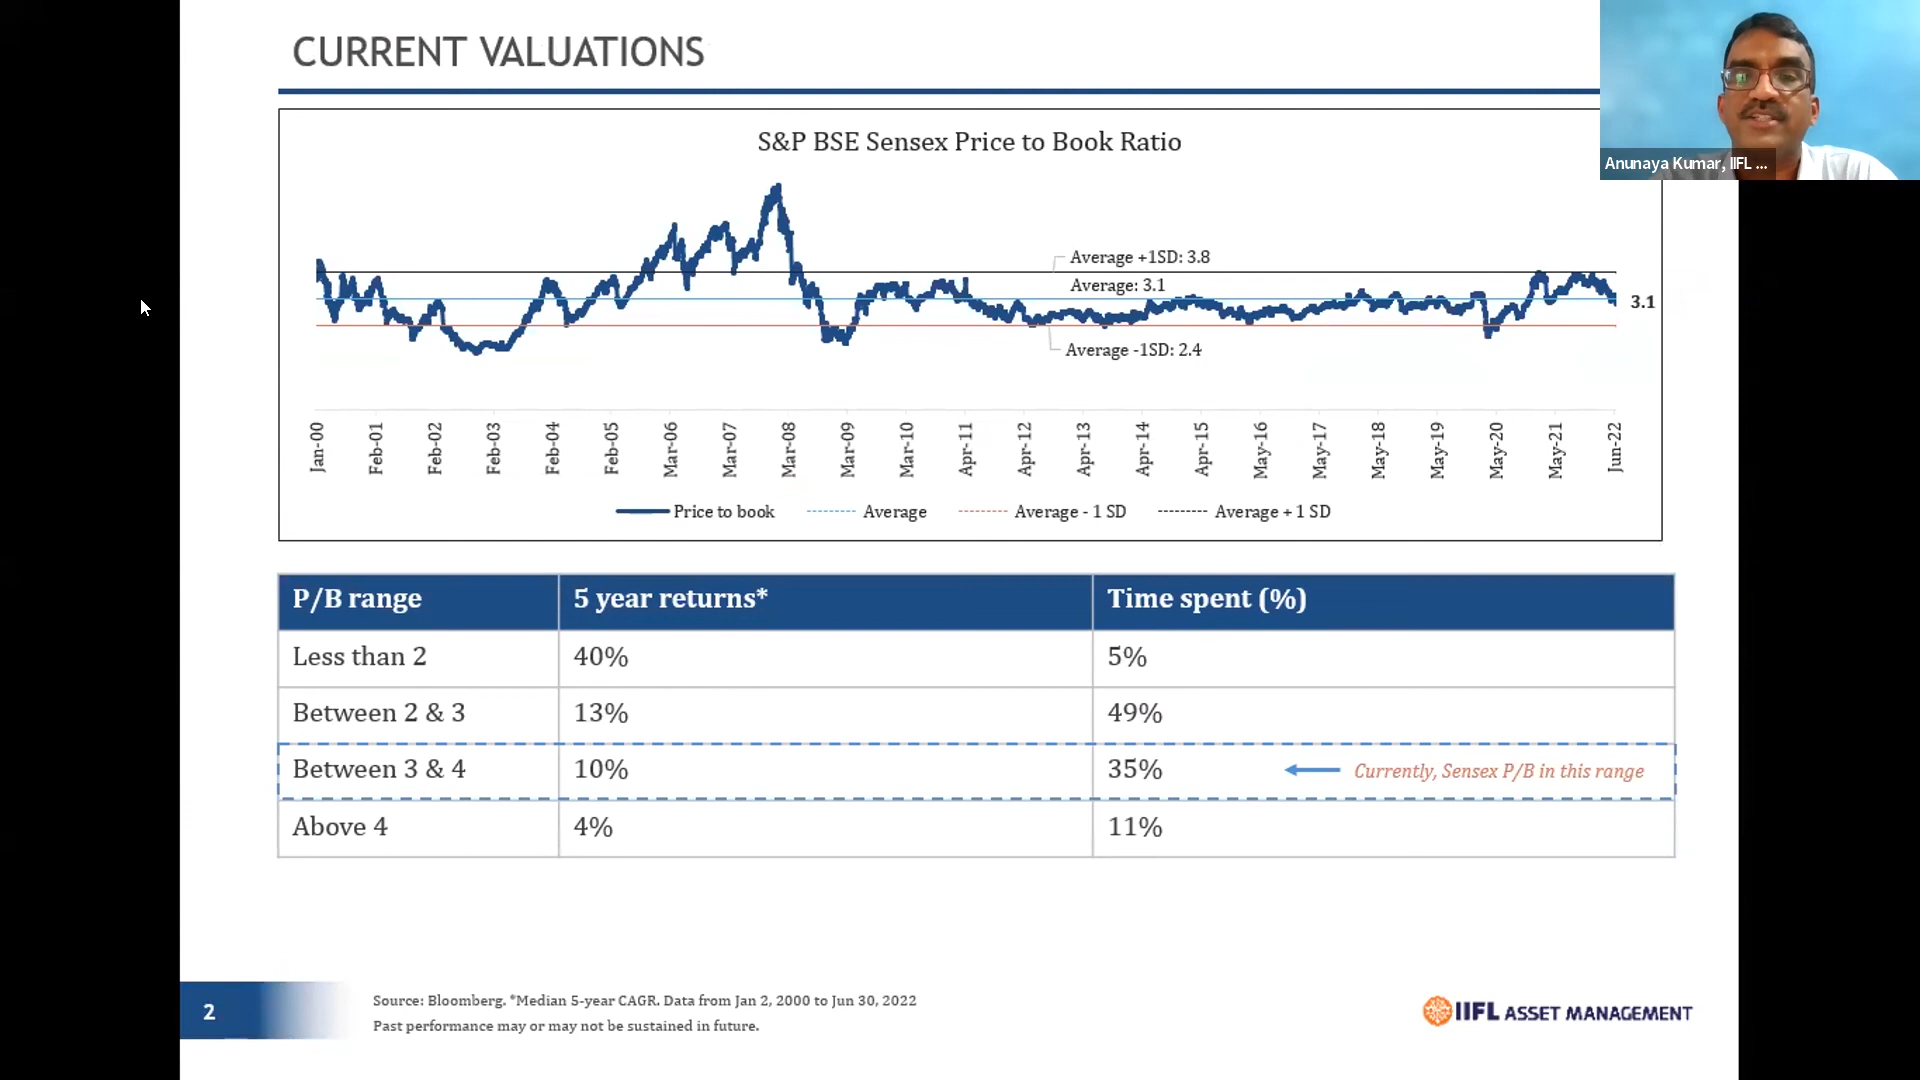 CURRENT VALUATIONS
Anunaya Kumar, IIFL ...
S&P BSE Sensex Price to Book Ratio
Average +1SD: 3.8
Average: 3.1
3.1
Average -1SD: 2.4
Jan-00 Feb-01 Feb-02 Feb-03 Feb-04 Feb-05 Mar-06 Mar-07 Mar-08 Mar-09 Mar-10 Apr-11 Apr-12 Apr-13 Apr-14 Apr-15 May-16 May-17 May-18 May-19 May-20 May-21 Jun-22
Price to book Average Average - 1 SD Average + 1 SD
P/B range 5 year returns* Time spent (%)
Less than 2 40% 5%
Between 2 & 3 13% 49%
Between 3 & 4 10% 35% Currently, Sensex P/B in this range
Above 4 4% 11%
2
Source: Bloomberg. *Median 5-year CAGR. Data from Jan 2, 2000 to Jun 30, 2022
Past performance may or may not be sustained in future.
IIFL ASSET MANAGEMENT